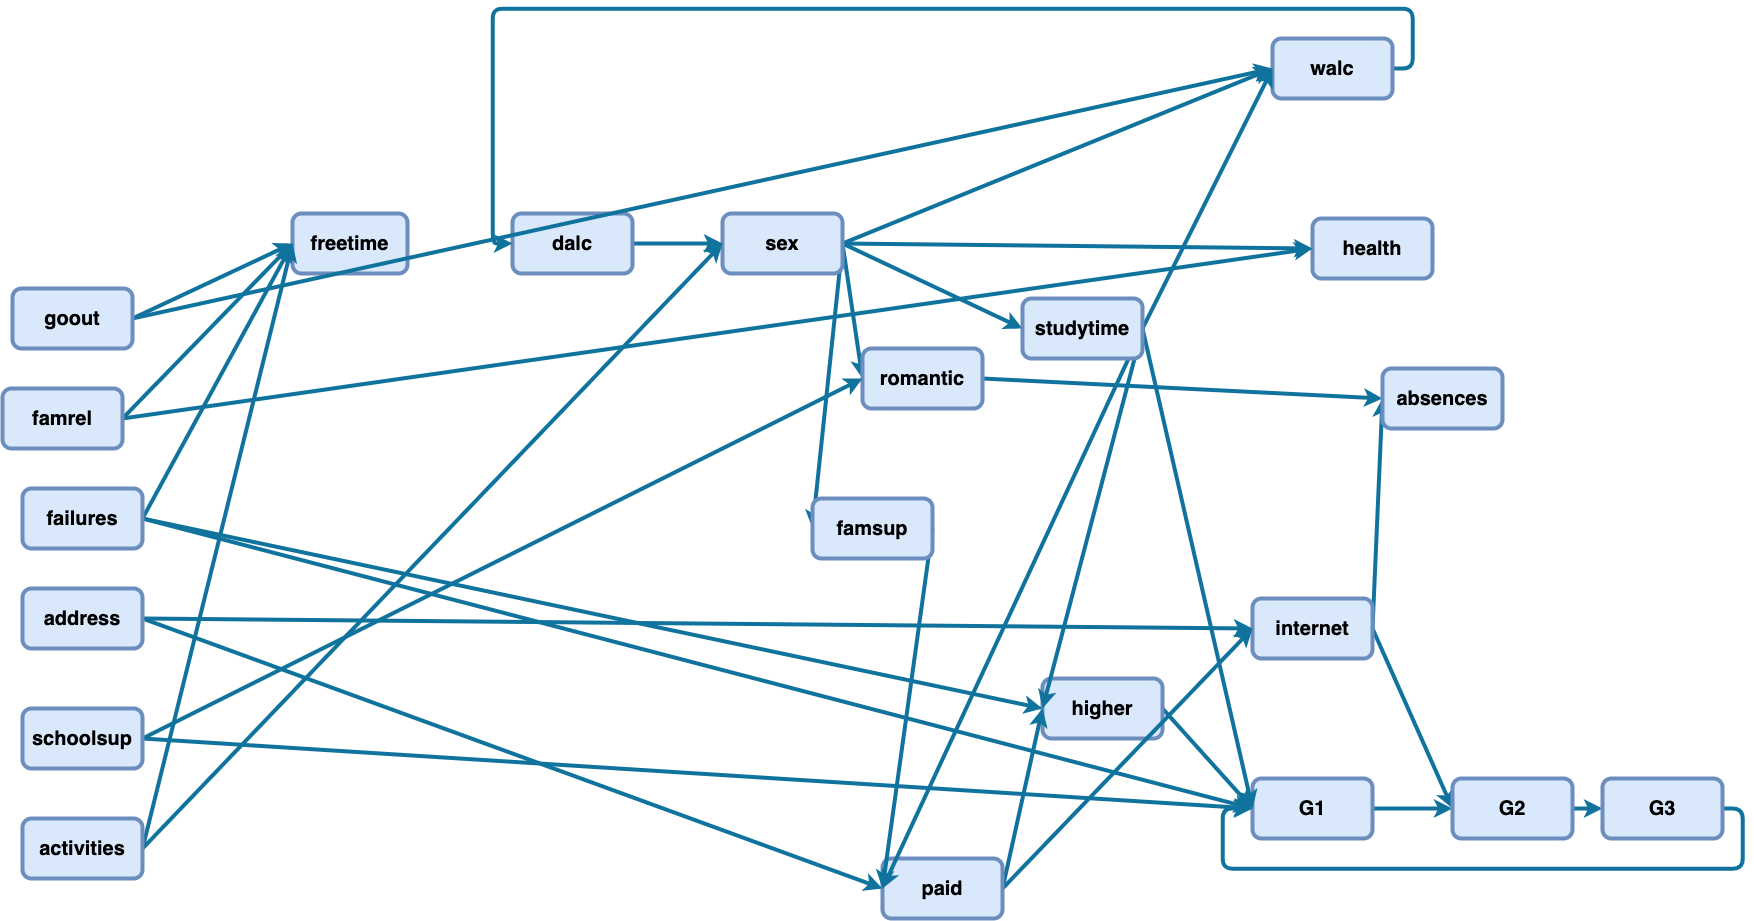 walc
freetime
dalc
sex
health
goout
studytime
romantic
absences
famrel
failures
famsup
address
internet
higher
schoolsup
G1
G2
G3
activities
paid